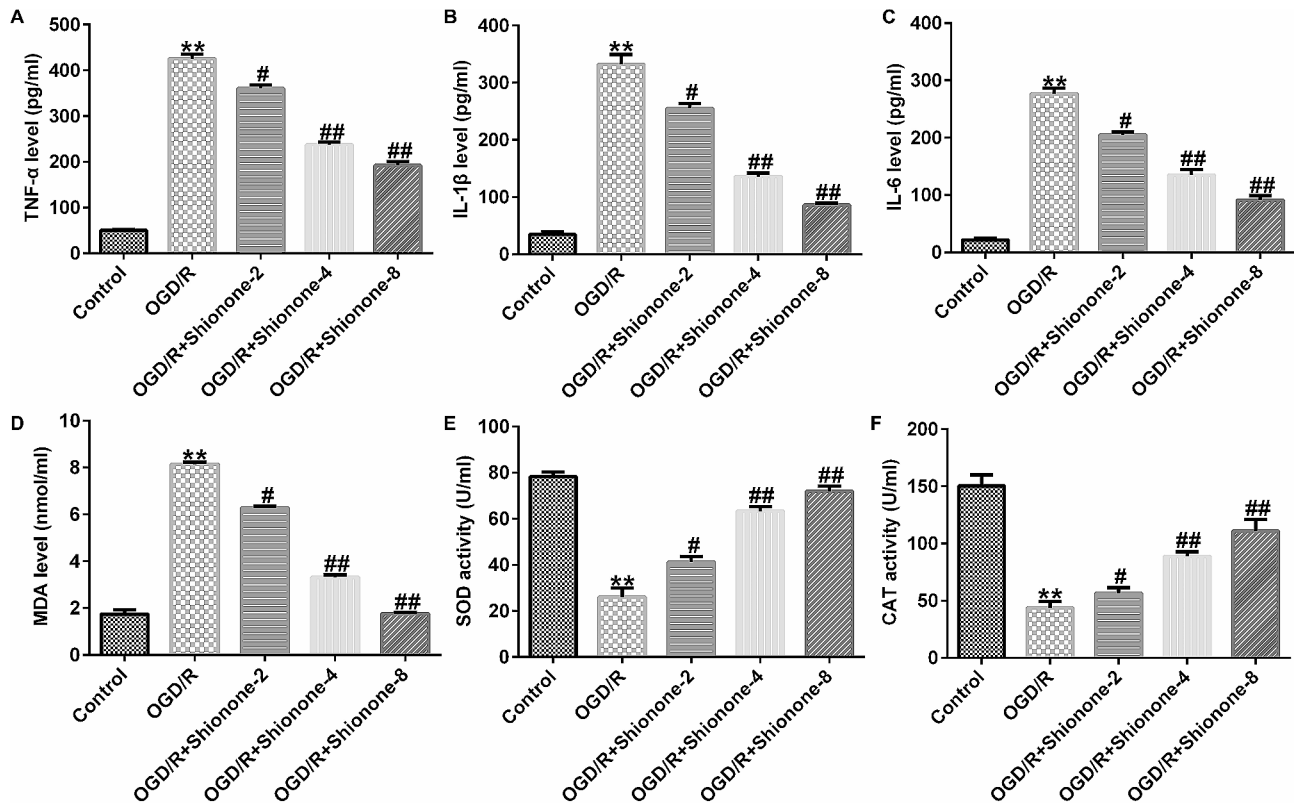 A
TNF-α level (pg/ml)
500
400
300
200
100
0
**
#
##
##
Control
OGD/R
OGD/R+Shionone-2
OGD/R+Shionone-4
OGD/R+Shionone-8
B
IL-1β level (pg/ml)
400
300
200
100
0
**
#
##
##
Control
OGD/R
OGD/R+Shionone-2
OGD/R+Shionone-4
OGD/R+Shionone-8
C
IL-6 level (pg/ml)
400
300
200
100
0
**
#
##
##
Control
OGD/R
OGD/R+Shionone-2
OGD/R+Shionone-4
OGD/R+Shionone-8
D
MDA level (nmol/ml)
10
8
6
4
2
0
**
#
##
##
Control
OGD/R
OGD/R+Shionone-2
OGD/R+Shionone-4
OGD/R+Shionone-8
E
SOD activity (U/ml)
100
80
60
40
20
0
**
#
##
##
Control
OGD/R
OGD/R+Shionone-2
OGD/R+Shionone-4
OGD/R+Shionone-8
F
CAT activity (U/ml)
200
150
100
50
0
**
#
##
##
Control
OGD/R
OGD/R+Shionone-2
OGD/R+Shionone-4
OGD/R+Shionone-8